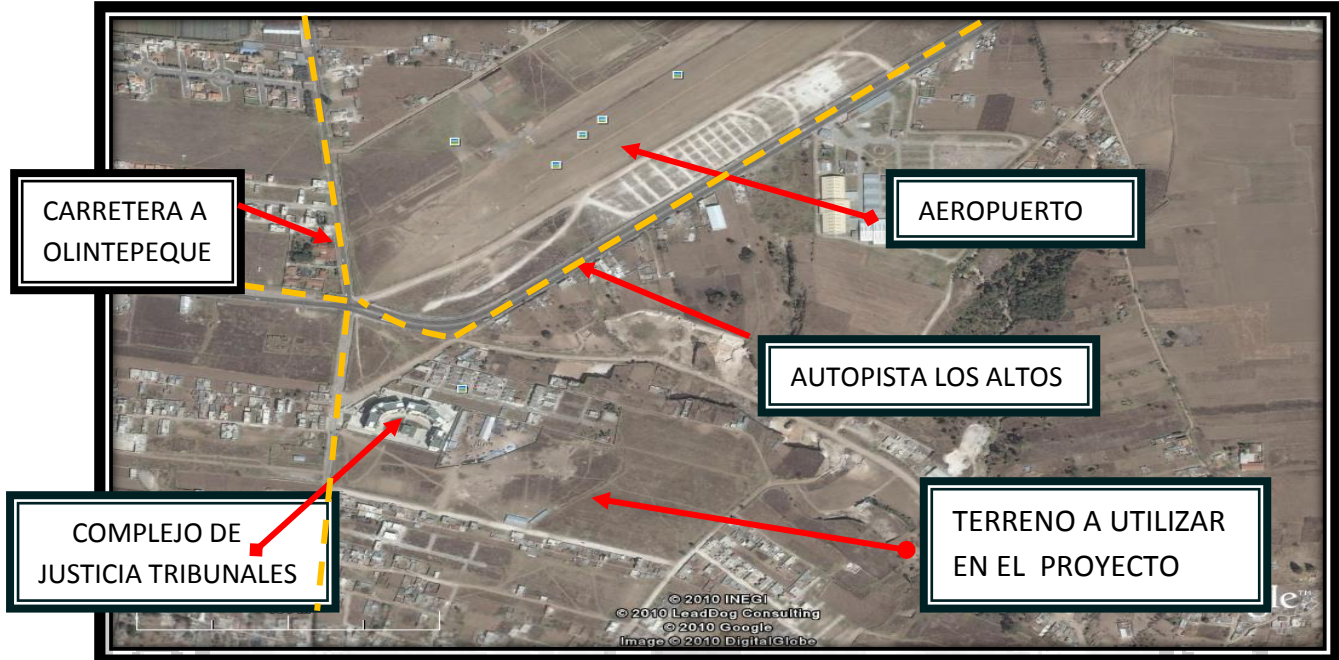 CARRETERA A
OLINTEPEQUE
AEROPUERTO
AUTOPISTA LOS ALTOS
COMPLEJO DE
JUSTICIA TRIBUNALES
TERRENO A UTILIZAR
EN EL PROYECTO
© 2010 INEGI
© 2010 LeadDog Consulting
© 2010 Google
Image © 2010 DigitalGlobe